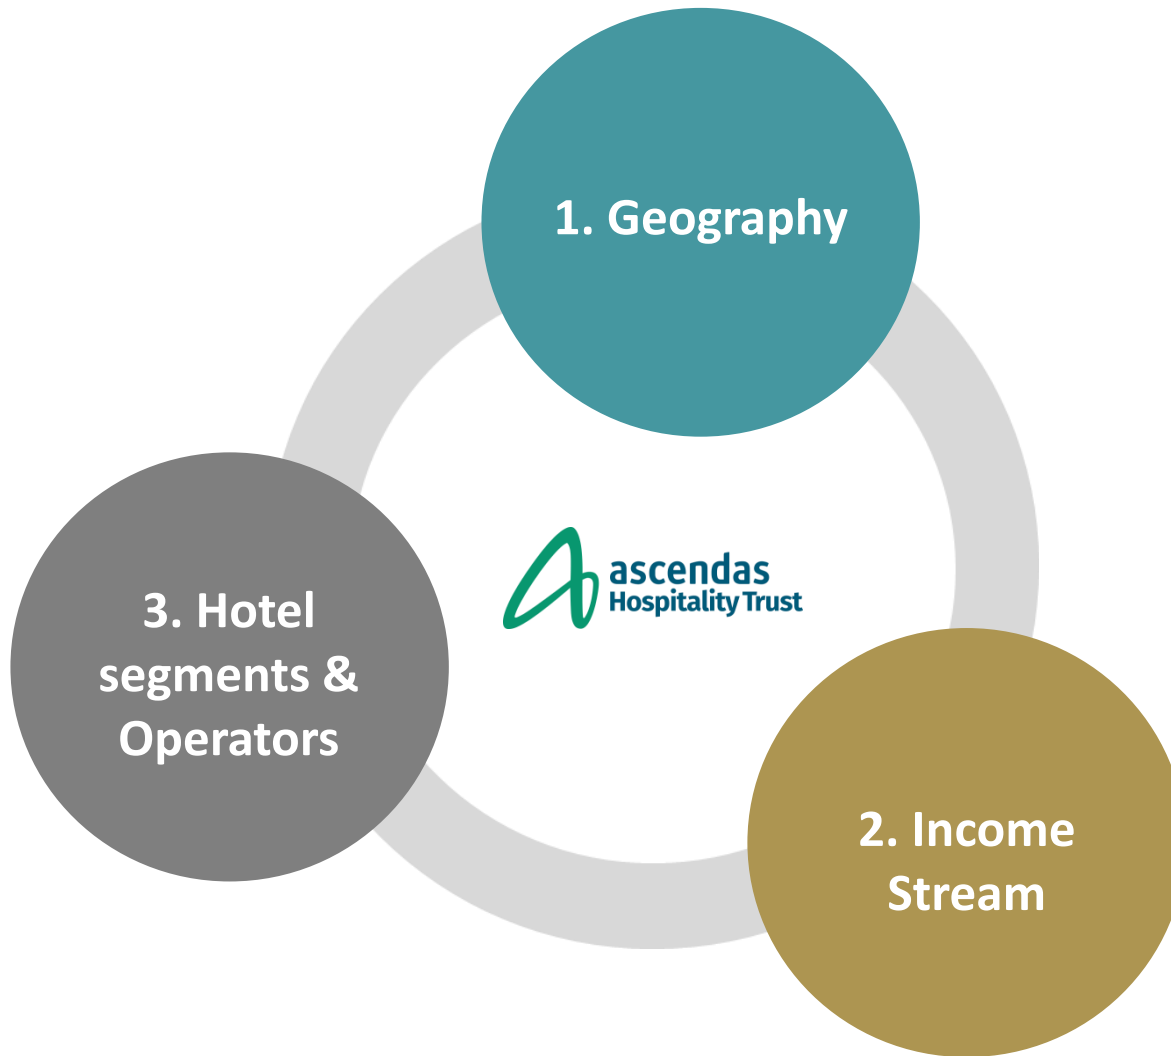 1. Geography
ascendas
Hospitality Trust
3. Hotel
segments &
Operators
2. Income
Stream